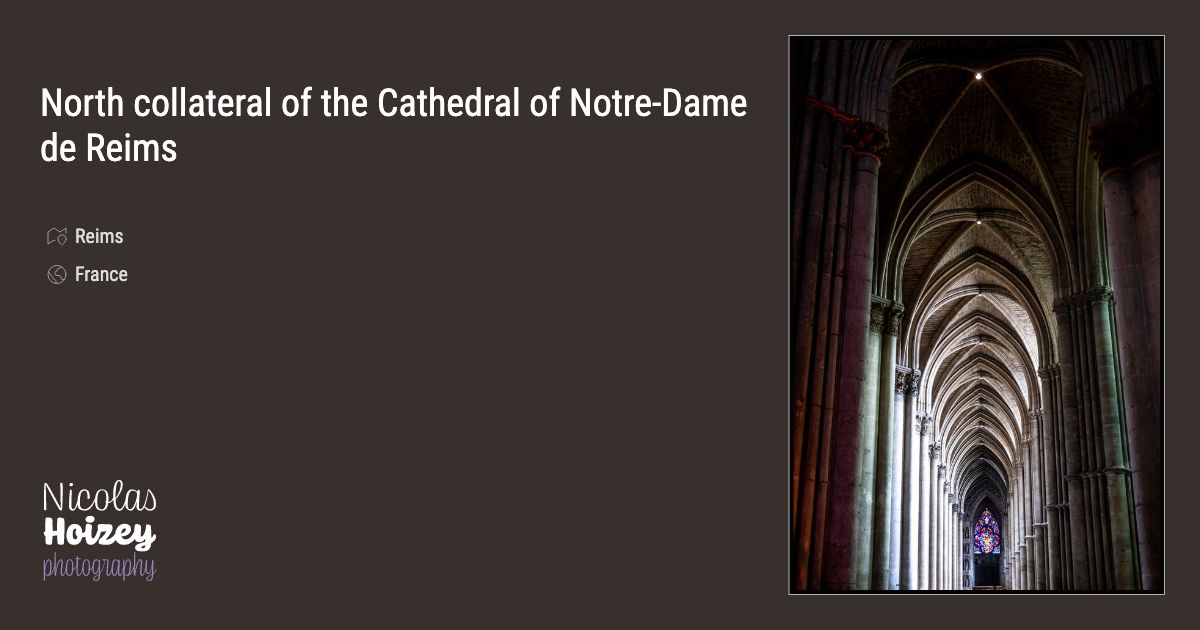 North collateral of the Cathedral of Notre-Dame
de Reims
Reims
France
Nicolas
Hoizey
photography